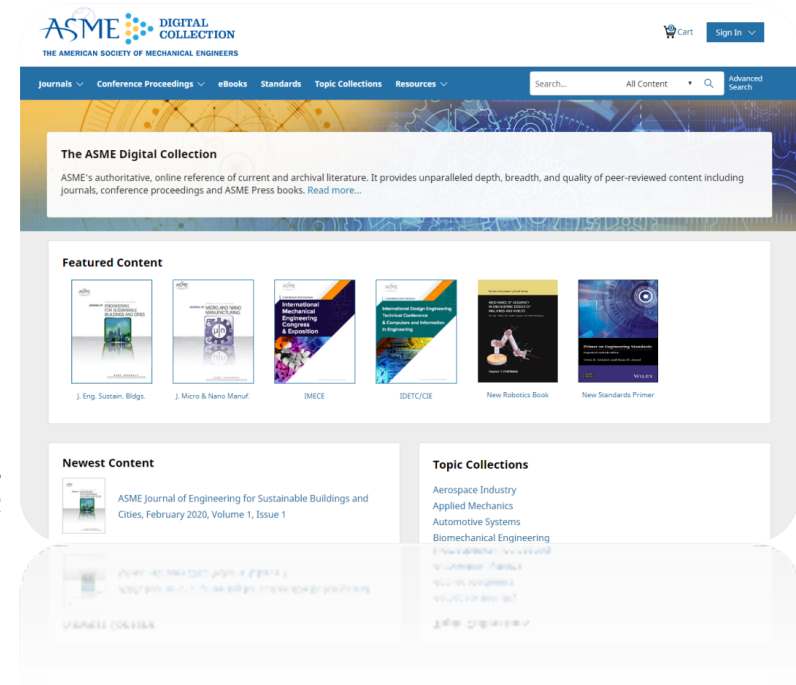 ASME DIGITAL
COLLECTION
THE AMERICAN SOCIETY OF MECHANICAL ENGINEERS
Cart
Sign In
Journals Conference Proceedings eBooks Standards Topic Collections Resources
Search... All Content
Advanced
Search
The ASME Digital Collection
ASME's authoritative, online reference of current and archival literature. It provides unparalleled depth, breadth, and quality of peer-reviewed content including
journals, conference proceedings and ASME Press books. Read more...
Featured Content
ASME
JOURNAL OF ENGINEERING
FOR SUSTAINABLE
BUILDINGS AND CITIES
JOURNAL OF MICRO AND NANO
MANUFACTURING
International
Mechanical
Engineering
Congress
& Exposition
International Design Engineering
Technical Conference
& Computers and Information
in Engineering
Primer on Engineering Standards
WILEY
J. Eng. Sustain. Bldgs.
J. Micro & Nano Manuf.
IMECE
IDETC/CIE
New Robotics Book
New Standards Primer
Newest Content
ASME Journal of Engineering for Sustainable Buildings and
Cities, February 2020, Volume 1, Issue 1
Topic Collections
Aerospace Industry
Applied Mechanics
Automotive Systems
Biomechanical Engineering